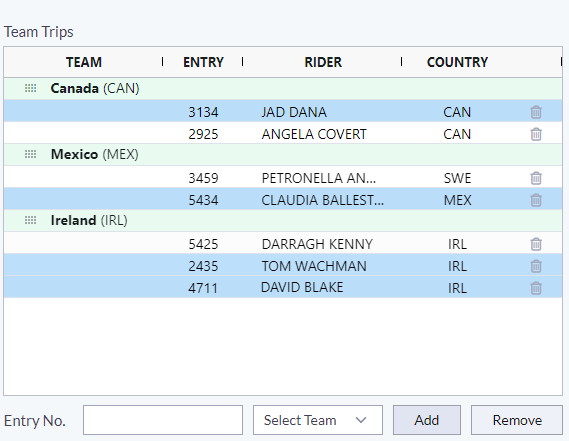 Team Trips
TEAM ENTRY RIDER COUNTRY
Canada (CAN)
3134 JAD DANA CAN
2925 ANGELA COVERT CAN
Mexico (MEX)
3459 PETRONELLA AN... SWE
5434 CLAUDIA BALLEST... MEX
Ireland (IRL)
5425 DARRAGH KENNY IRL
2435 TOM WACHMAN IRL
4711 DAVID BLAKE IRL
Entry No. Select Team Add Remove